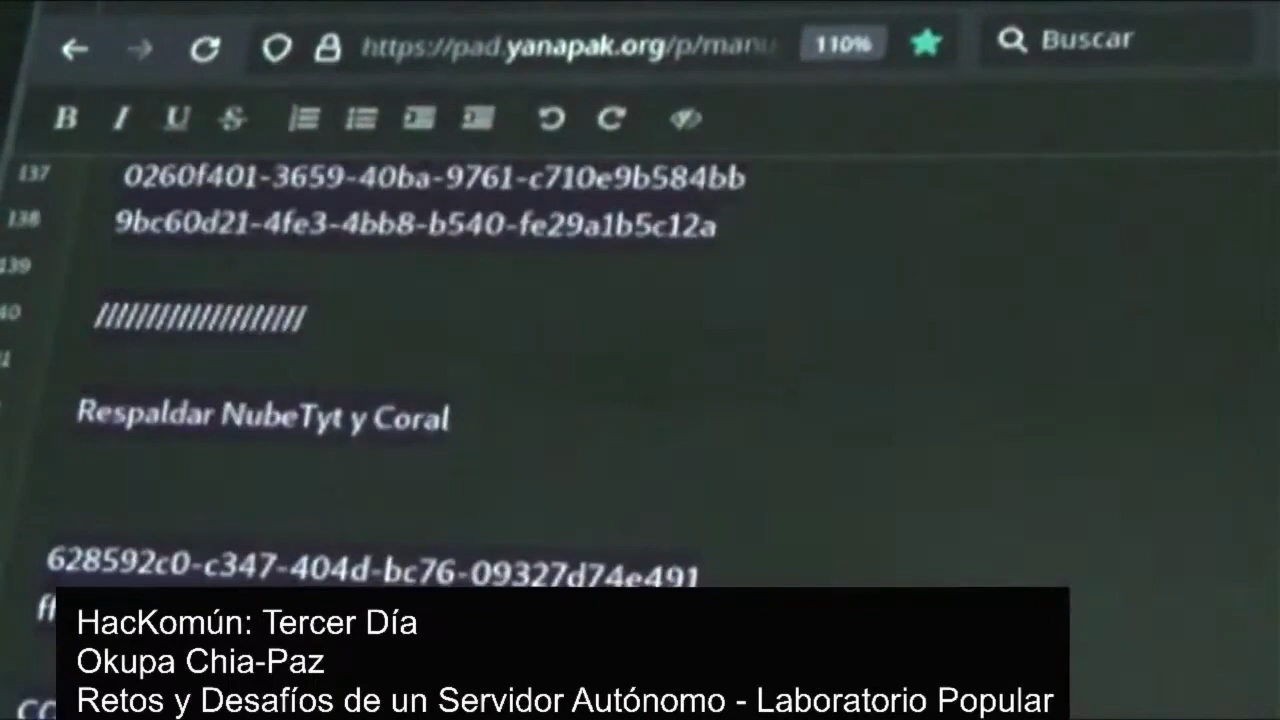 https://pad.yanapak.org/p/manu
110%
Buscar
B I U S
137 0260f401-3659-40ba-9761-c710e9b584bb
138 9bc60d21-4fe3-4bb8-b540-fe29a1b5c12a
139
40 ////////////////////
Respaldar NubeTyt y Coral
628592c0-c347-404d-bc76-09327d74e491
HacKomún: Tercer Día
Okupa Chia-Paz
Retos y Desafíos de un Servidor Autónomo - Laboratorio Popular